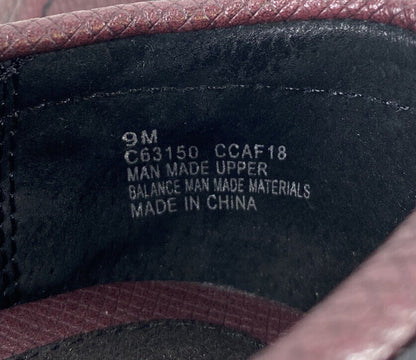 9M
C63150 CCAF18
MAN MADE UPPER
BALANCE MAN MADE MATERIALS
MADE IN CHINA